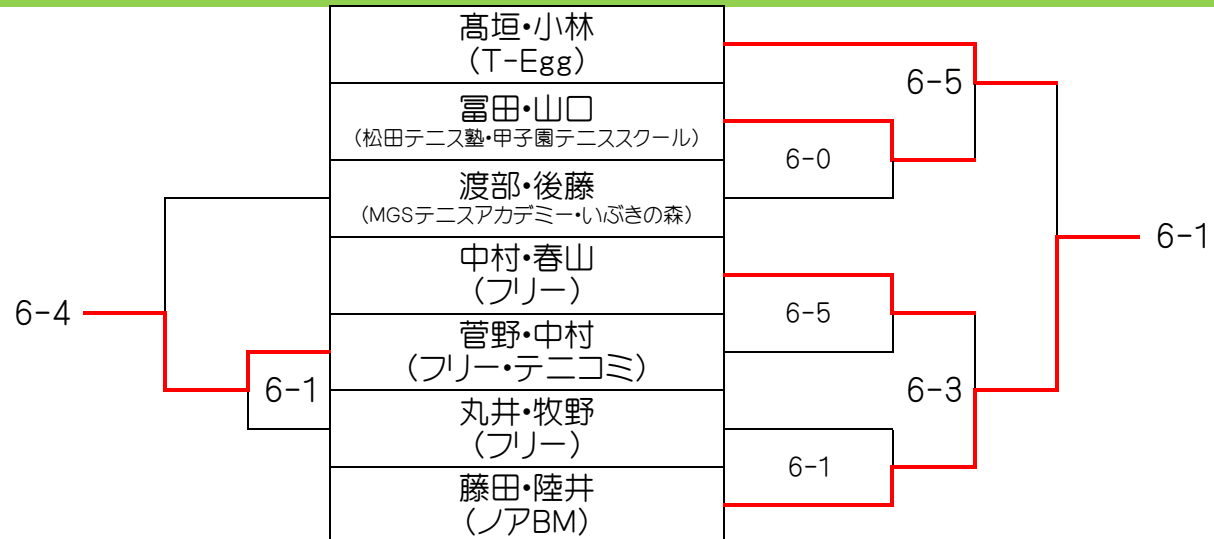 髙垣・小林
(T-Egg)
冨田・山口
(松田テニス塾・甲子園テニススクール)
渡部・後藤
(MGSテニスアカデミー・いぶきの森)
中村・春山
(フリー)
菅野・中村
(フリー・テニコミ)
丸井・牧野
(フリー)
藤田・陸井
(ノアBM)
6-4
6-1
6-5
6-0
6-5
6-3
6-1
6-1